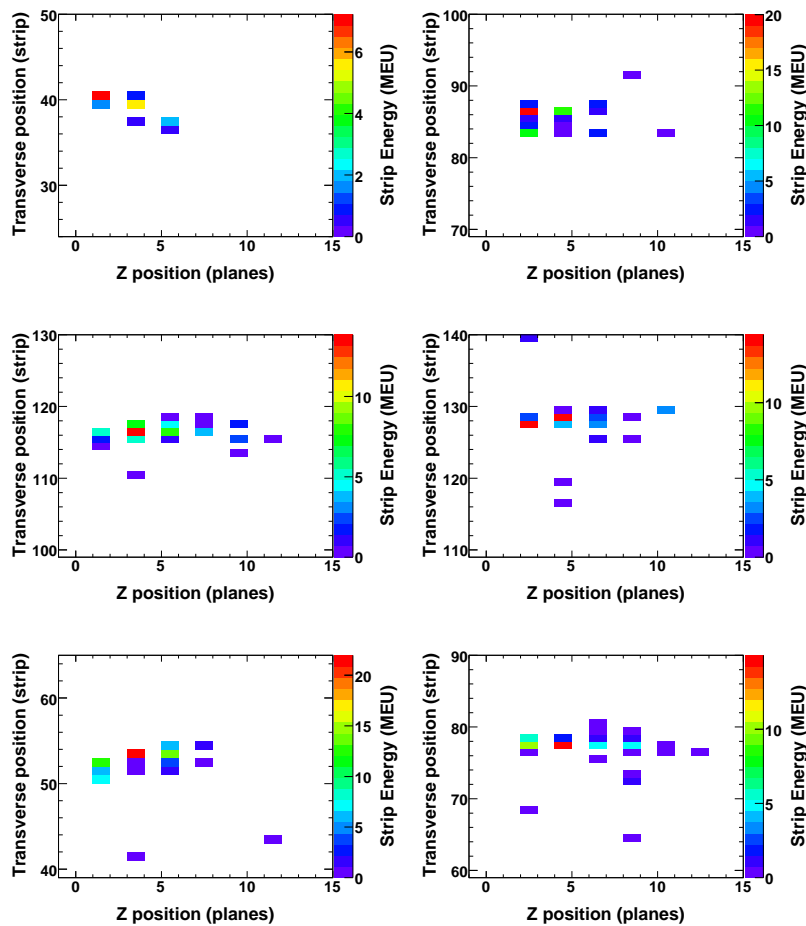 Transverse position (strip)
50
40
30
0 5 10 15
Z position (planes)
0 2 4 6
Strip Energy (MEU)
Transverse position (strip)
100
90
80
70
0 5 10 15
Z position (planes)
0 5 10 15 20
Strip Energy (MEU)
Transverse position (strip)
130
120
110
100
0 5 10 15
Z position (planes)
0 5 10
Strip Energy (MEU)
Transverse position (strip)
140
130
120
110
0 5 10 15
Z position (planes)
0 5 10
Strip Energy (MEU)
Transverse position (strip)
60
50
40
0 5 10 15
Z position (planes)
0 5 10 15 20
Strip Energy (MEU)
Transverse position (strip)
90
80
70
60
0 5 10 15
Z position (planes)
0 5 10
Strip Energy (MEU)